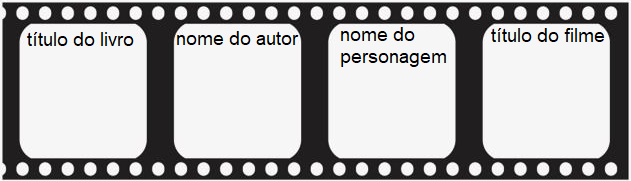 título do livro
nome do autor
nome do
personagem
título do filme